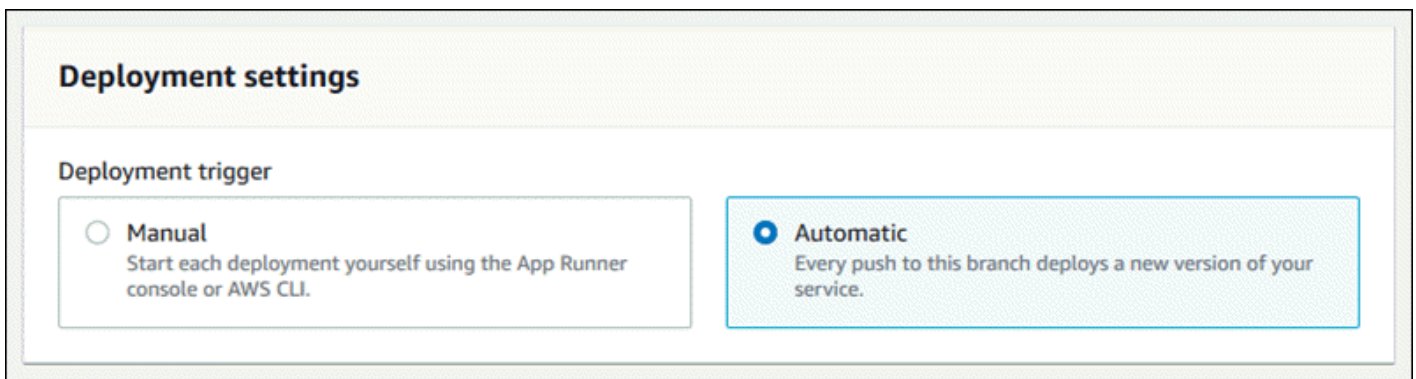 Deployment settings
Deployment trigger
Manual
Start each deployment yourself using the App Runner
console or AWS CLI.
Automatic
Every push to this branch deploys a new version of your
service.